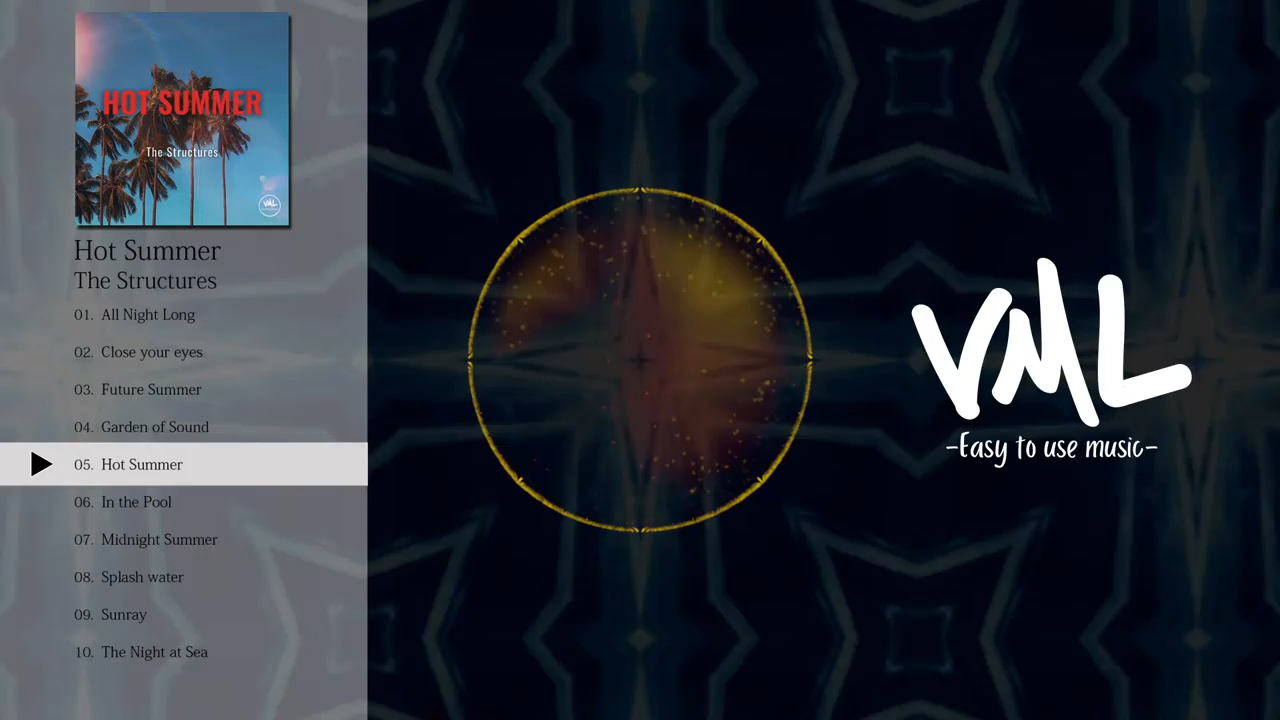 HOT SUMMER
The Structures
VML
Hot Summer
The Structures
01. All Night Long
02. Close your eyes
03. Future Summer
04. Garden of Sound
05. Hot Summer
06. In the Pool
07. Midnight Summer
08. Splash water
09. Sunray
10. The Night at Sea
VML
-Easy to use music-